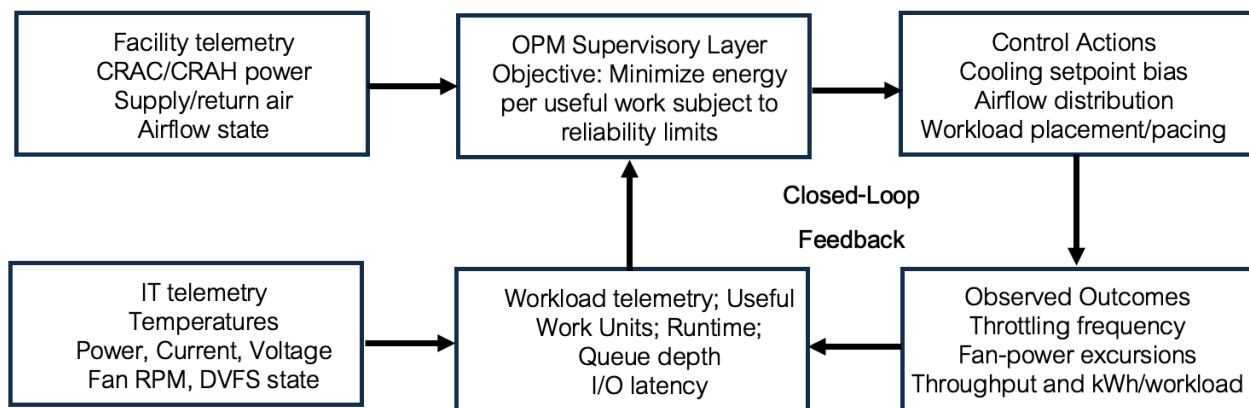 Facility telemetry
CRAC/CRAH power
Supply/return air
Airflow state
OPM Supervisory Layer
Objective: Minimize energy
per useful work subject to
reliability limits
Control Actions
Cooling setpoint bias
Airflow distribution
Workload placement/pacing
Closed-Loop
Feedback
IT telemetry
Temperatures
Power, Current, Voltage
Fan RPM, DVFS state
Workload telemetry; Useful
Work Units; Runtime;
Queue depth
I/O latency
Observed Outcomes
Throttling frequency
Fan-power excursions
Throughput and kWh/workload